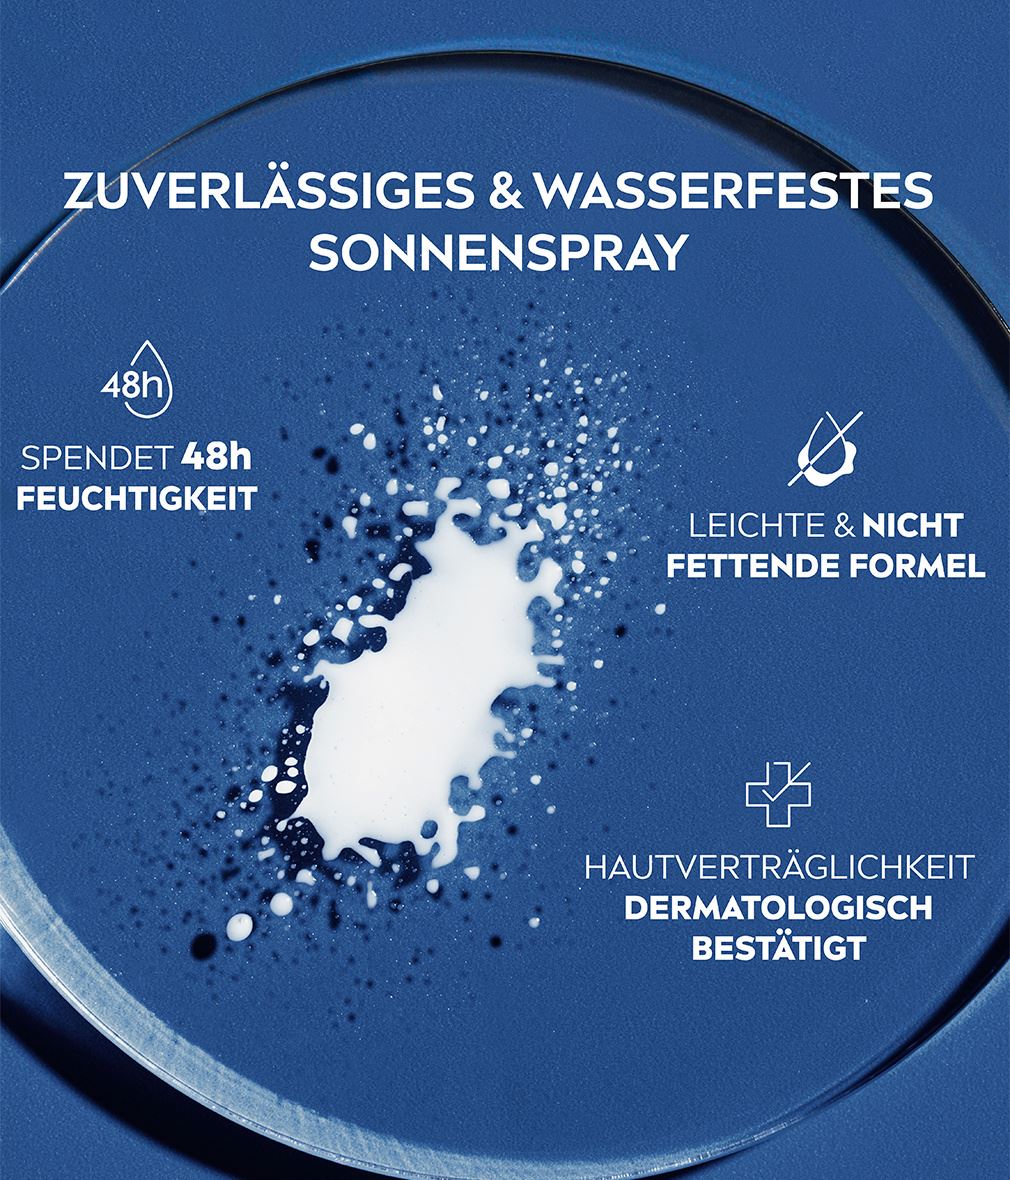 ZUVERLÄSSIGES & WASSERFESTES
SONNENSPRAY
48h
SPENDET 48h
FEUCHTIGKEIT
LEICHTE & NICHT
FETTENDE FORMEL
HAUTVERTRÄGLICHKEIT
DERMATOLOGISCH
BESTÄTIGT